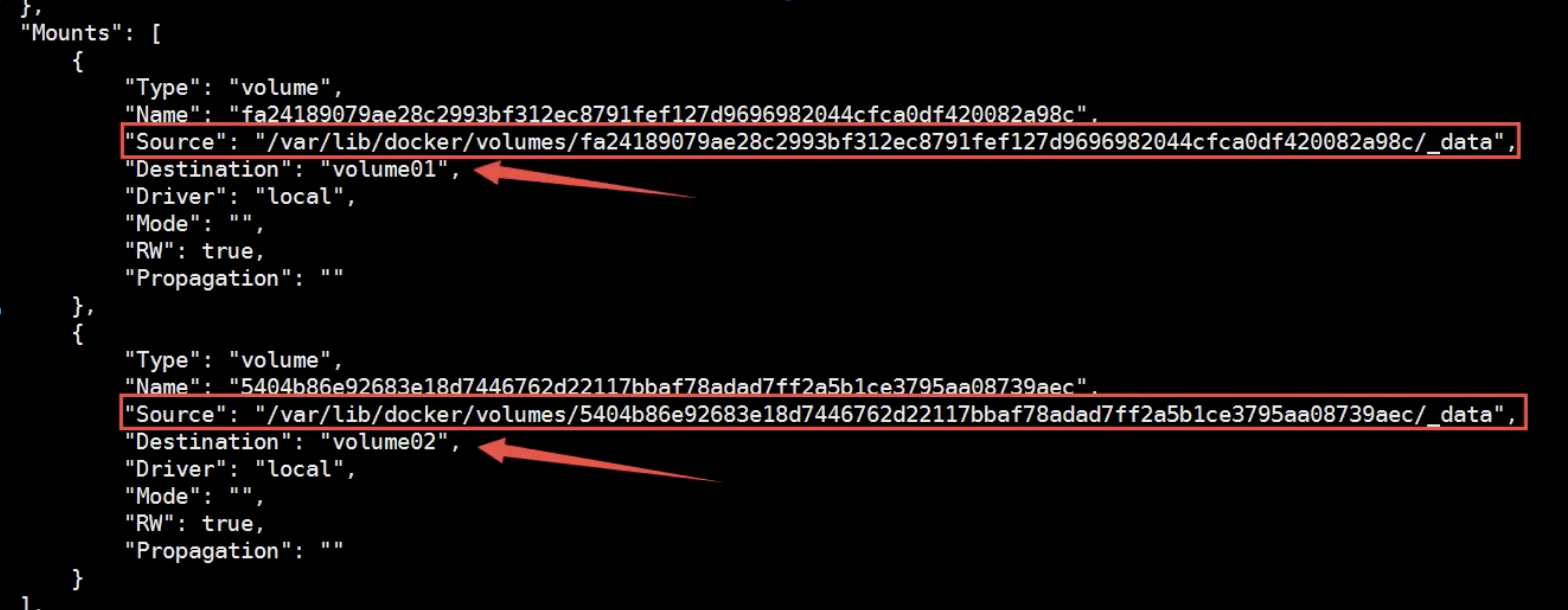 },
"Mounts": [
{
"Type": "volume",
"Name": "fa24189079ae28c2993bf312ec8791fef127d9696982044cfca0df420082a98c",
"Source": "/var/lib/docker/volumes/fa24189079ae28c2993bf312ec8791fef127d9696982044cfca0df420082a98c/_data",
"Destination": "volume01",
"Driver": "local",
"Mode": "",
"RW": true,
"Propagation": ""
},
{
"Type": "volume",
"Name": "5404b86e92683e18d7446762d22117bbaf78adad7ff2a5b1ce3795aa08739aec",
"Source": "/var/lib/docker/volumes/5404b86e92683e18d7446762d22117bbaf78adad7ff2a5b1ce3795aa08739aec/_data",
"Destination": "volume02",
"Driver": "local",
"Mode": "",
"RW": true,
"Propagation": ""
}
],